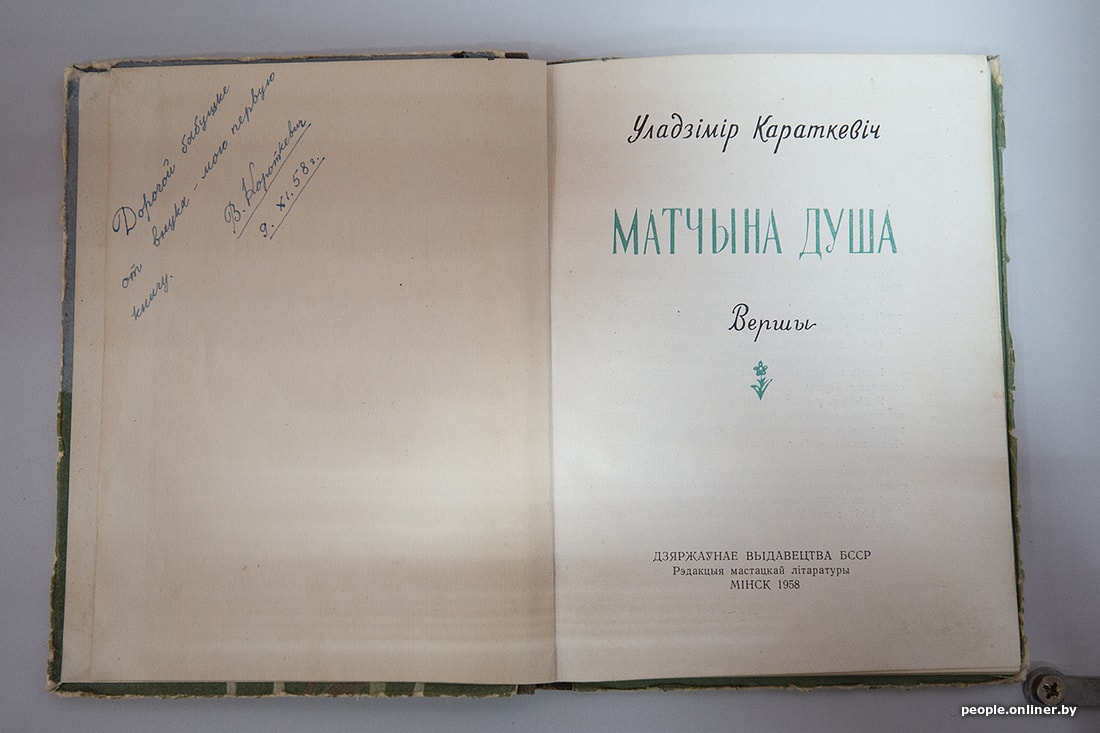 Дорогой бабушке
от внука - мою первую
книгу.
В. Короткевич
9. XI. 58 г.
Уладзімір Караткевіч
МАТЧЫНА ДУША
Вершы
ДЗЯРЖАУНАЕ ВЫДАВЕЦТВА БССР
Рэдакцыя мастацкай літаратуры
МІНСК 1958
people.onliner.by